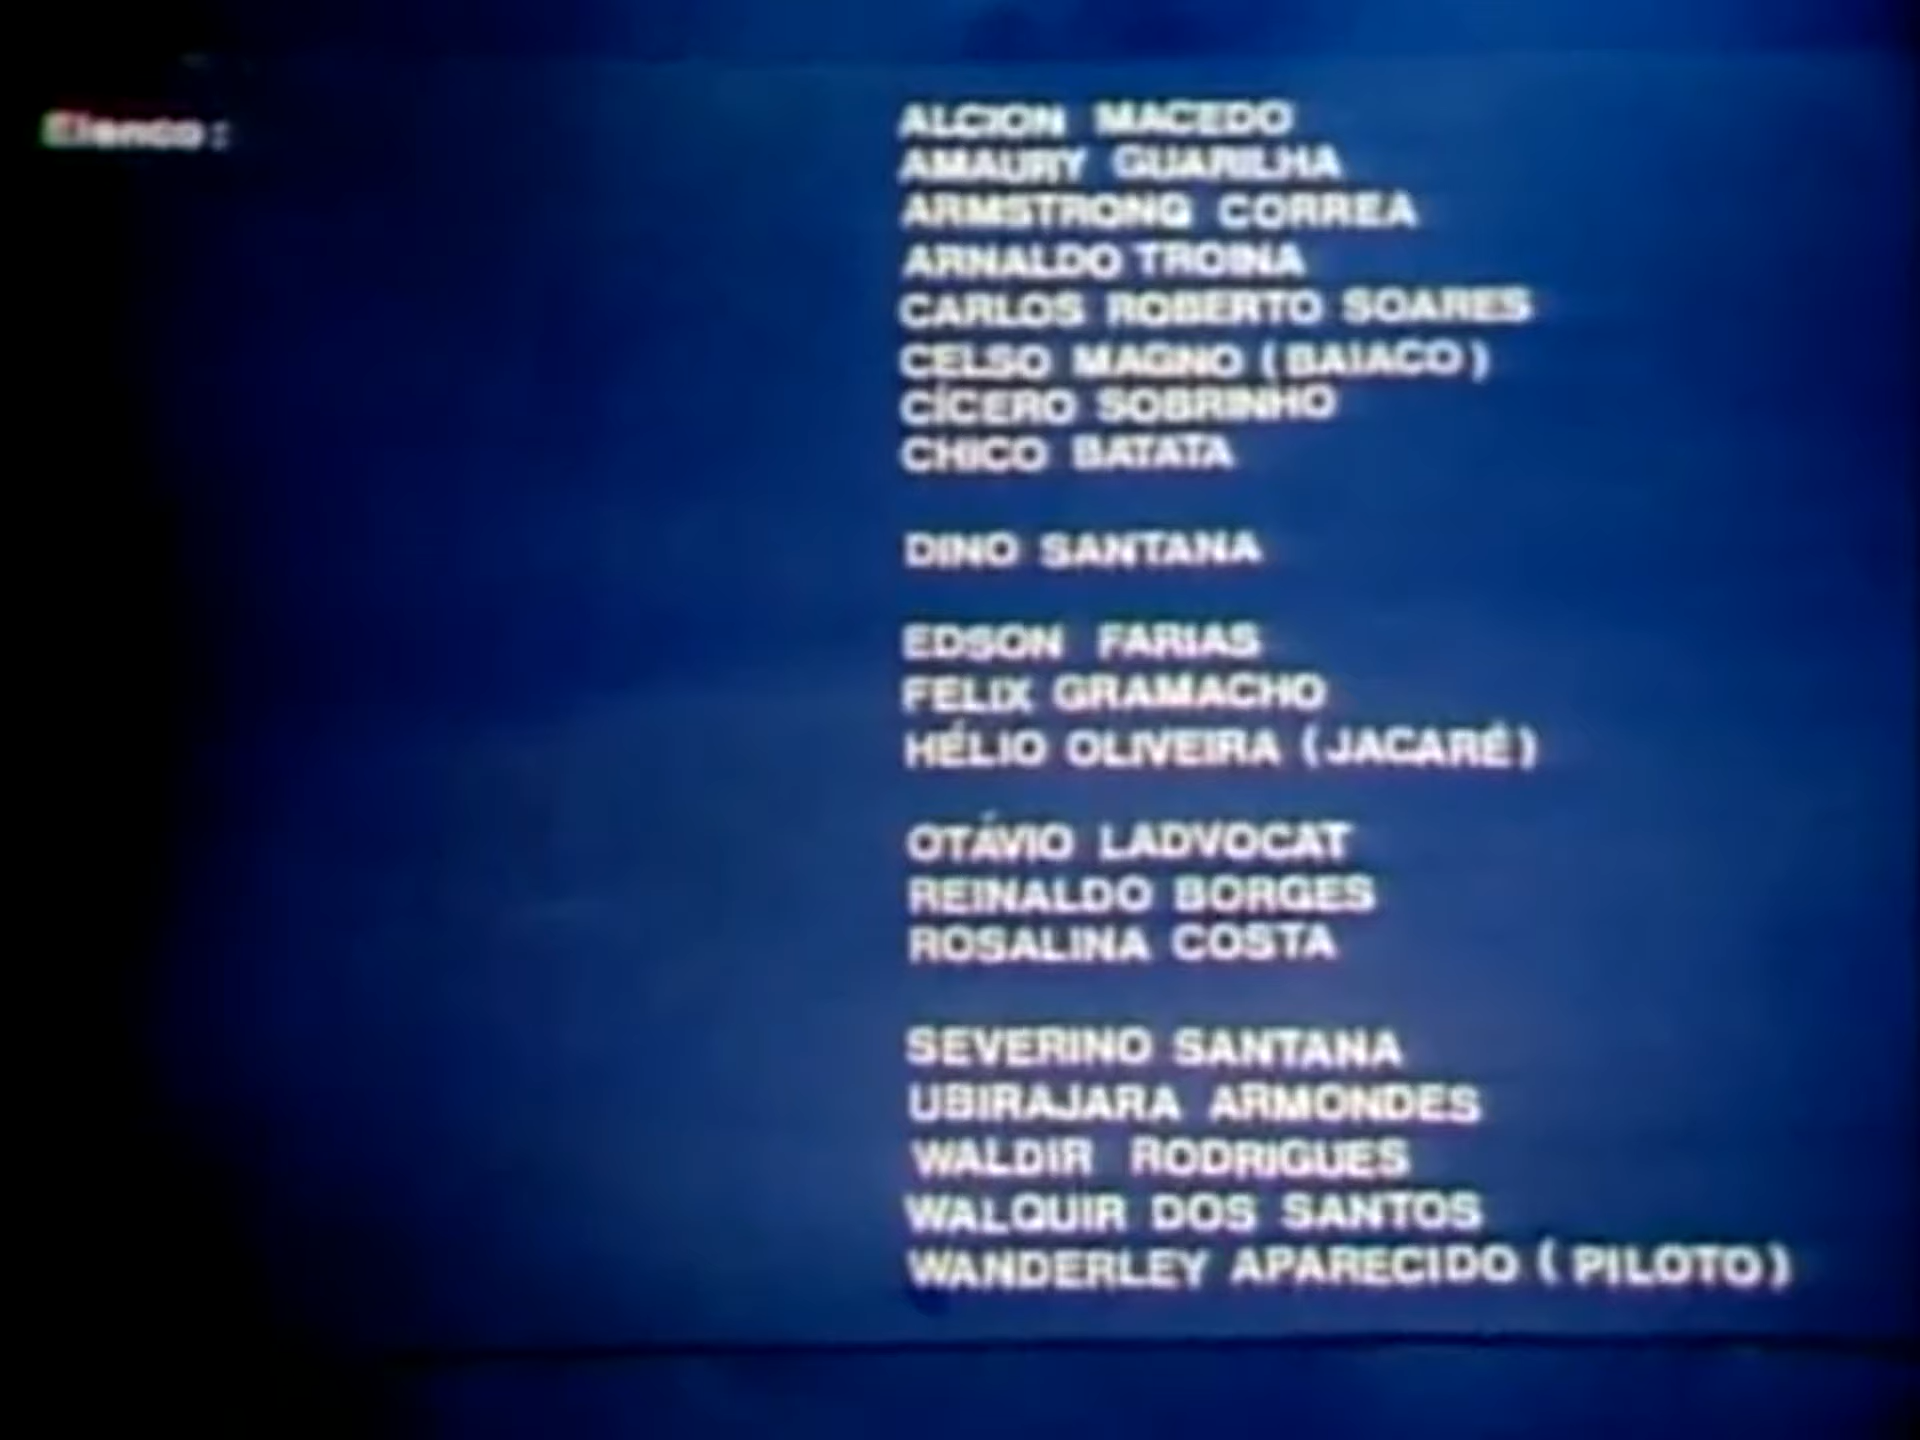 Elenco:
ALCION MACEDO
AMAURY GUARILHA
ARMSTRONG CORREA
ARNALDO TROINA
CARLOS ROBERTO SOARES
CELSO MAGNO (BAIACO)
CÍCERO SOBRINHO
CHICO BATATA
DINO SANTANA
EDSON FARIAS
FELIX GRAMACHO
HÉLIO OLIVEIRA (JACARÉ)
OTÁVIO LADVOCAT
REINALDO BORGES
ROSALINA COSTA
SEVERINO SANTANA
UBIRAJARA ARMONDES
WALDIR RODRIGUES
WALQUIR DOS SANTOS
WANDERLEY APARECIDO (PILOTO)